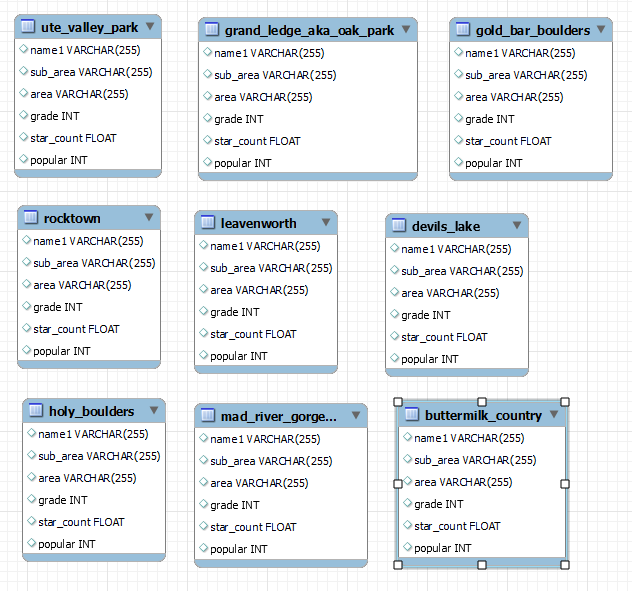 ute_valley_park
name1 VARCHAR(255)
sub_area VARCHAR(255)
area VARCHAR(255)
grade INT
star_count FLOAT
popular INT
grand_ledge_aka_oak_park
name1 VARCHAR(255)
sub_area VARCHAR(255)
area VARCHAR(255)
grade INT
star_count FLOAT
popular INT
gold_bar_boulders
name1 VARCHAR(255)
sub_area VARCHAR(255)
area VARCHAR(255)
grade INT
star_count FLOAT
popular INT
rocktown
name1 VARCHAR(255)
sub_area VARCHAR(255)
area VARCHAR(255)
grade INT
star_count FLOAT
popular INT
leavenworth
name1 VARCHAR(255)
sub_area VARCHAR(255)
area VARCHAR(255)
grade INT
star_count FLOAT
popular INT
devils_lake
name1 VARCHAR(255)
sub_area VARCHAR(255)
area VARCHAR(255)
grade INT
star_count FLOAT
popular INT
holy_boulders
name1 VARCHAR(255)
sub_area VARCHAR(255)
area VARCHAR(255)
grade INT
star_count FLOAT
popular INT
mad_river_gorge...
name1 VARCHAR(255)
sub_area VARCHAR(255)
area VARCHAR(255)
grade INT
star_count FLOAT
popular INT
buttermilk_country
name1 VARCHAR(255)
sub_area VARCHAR(255)
area VARCHAR(255)
grade INT
star_count FLOAT
popular INT